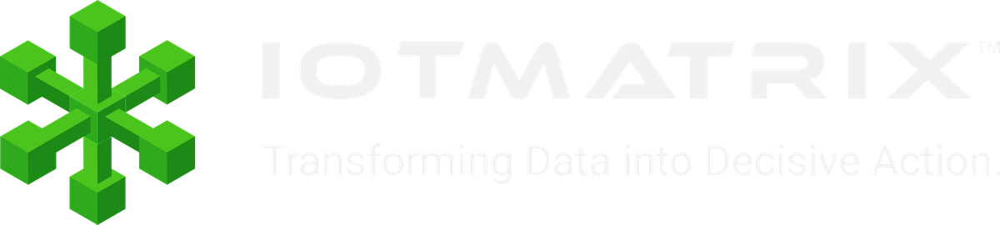 IOTMATRIX™
Transforming Data into Decisive Action.